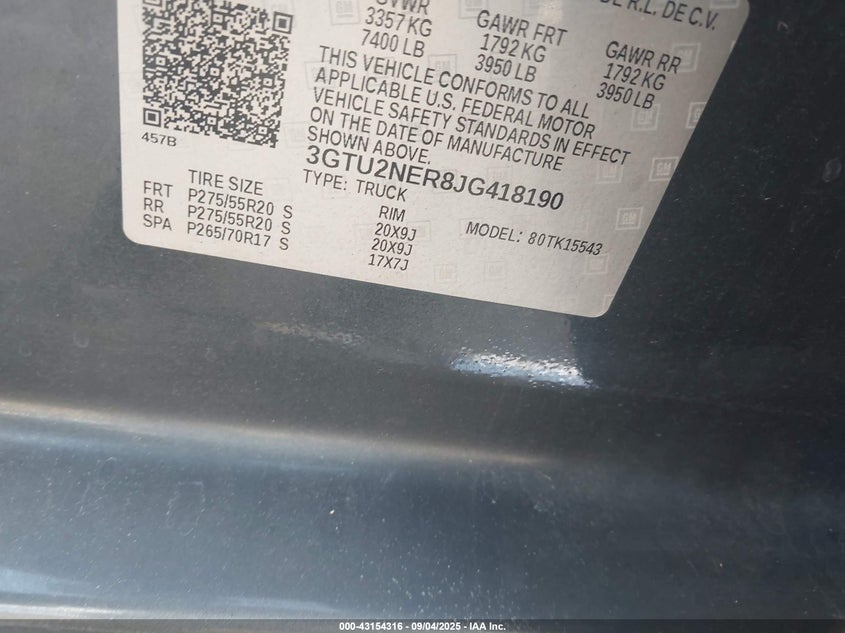 DE R.L. DE C.V.
GVWR
3357 KG
7400 LB
GAWR FRT
1792 KG
3950 LB
GAWR RR
1792 KG
3950 LB
THIS VEHICLE CONFORMS TO ALL
APPLICABLE U.S. FEDERAL MOTOR
VEHICLE SAFETY STANDARDS IN EFFECT
ON THE DATE OF MANUFACTURE
SHOWN ABOVE.
457B
3GTU2NER8JG418190
TYPE: TRUCK
TIRE SIZE
RIM
FRT P275/55R20 S 20X9J
RR P275/55R20 S 20X9J
SPA P265/70R17 S 17X7J
MODEL: 80TK15543
000-43154316 - 09/04/2025 - IAA Inc.